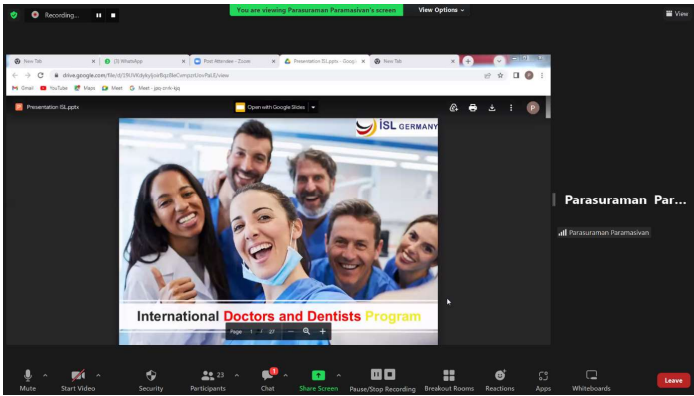 Recording...
You are viewing Parasuraman Paramasivan's screen
View Options
View
New Tab
(3) WhatsApp
Post Attendee - Zoom
Presentation ISL.pptx - Goog
New Tab
Gmail
YouTube
Maps
Meet
Presentation ISL.pptx
Open with Google Slides
P
ISL GERMANY
International Doctors and Dentists Program
Page 1 / 27
Parasuraman Par...
Parasuraman Paramasivan
Mute
Start Video
Security
23
Participants
1
Chat
Share Screen
Pause/Stop Recording
Breakout Rooms
Reactions
Apps
Whiteboards
Leave